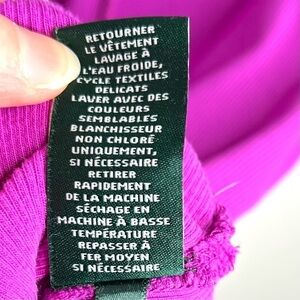 RETOURNER
LE VÊTEMENT
LAVAGE À
L'EAU FROIDE,
CYCLE TEXTILES
DÉLICATS
LAVER AVEC DES
COULEURS
SEMBLABLES
BLANCHISSEUR
NON CHLORÉ
UNIQUEMENT,
SI NÉCESSAIRE
RETIRER
RAPIDEMENT
DE LA MACHINE
SÉCHAGE EN
MACHINE À BASSE
TEMPÉRATURE
REPASSER À
FER MOYEN
SI NÉCESSAIRE